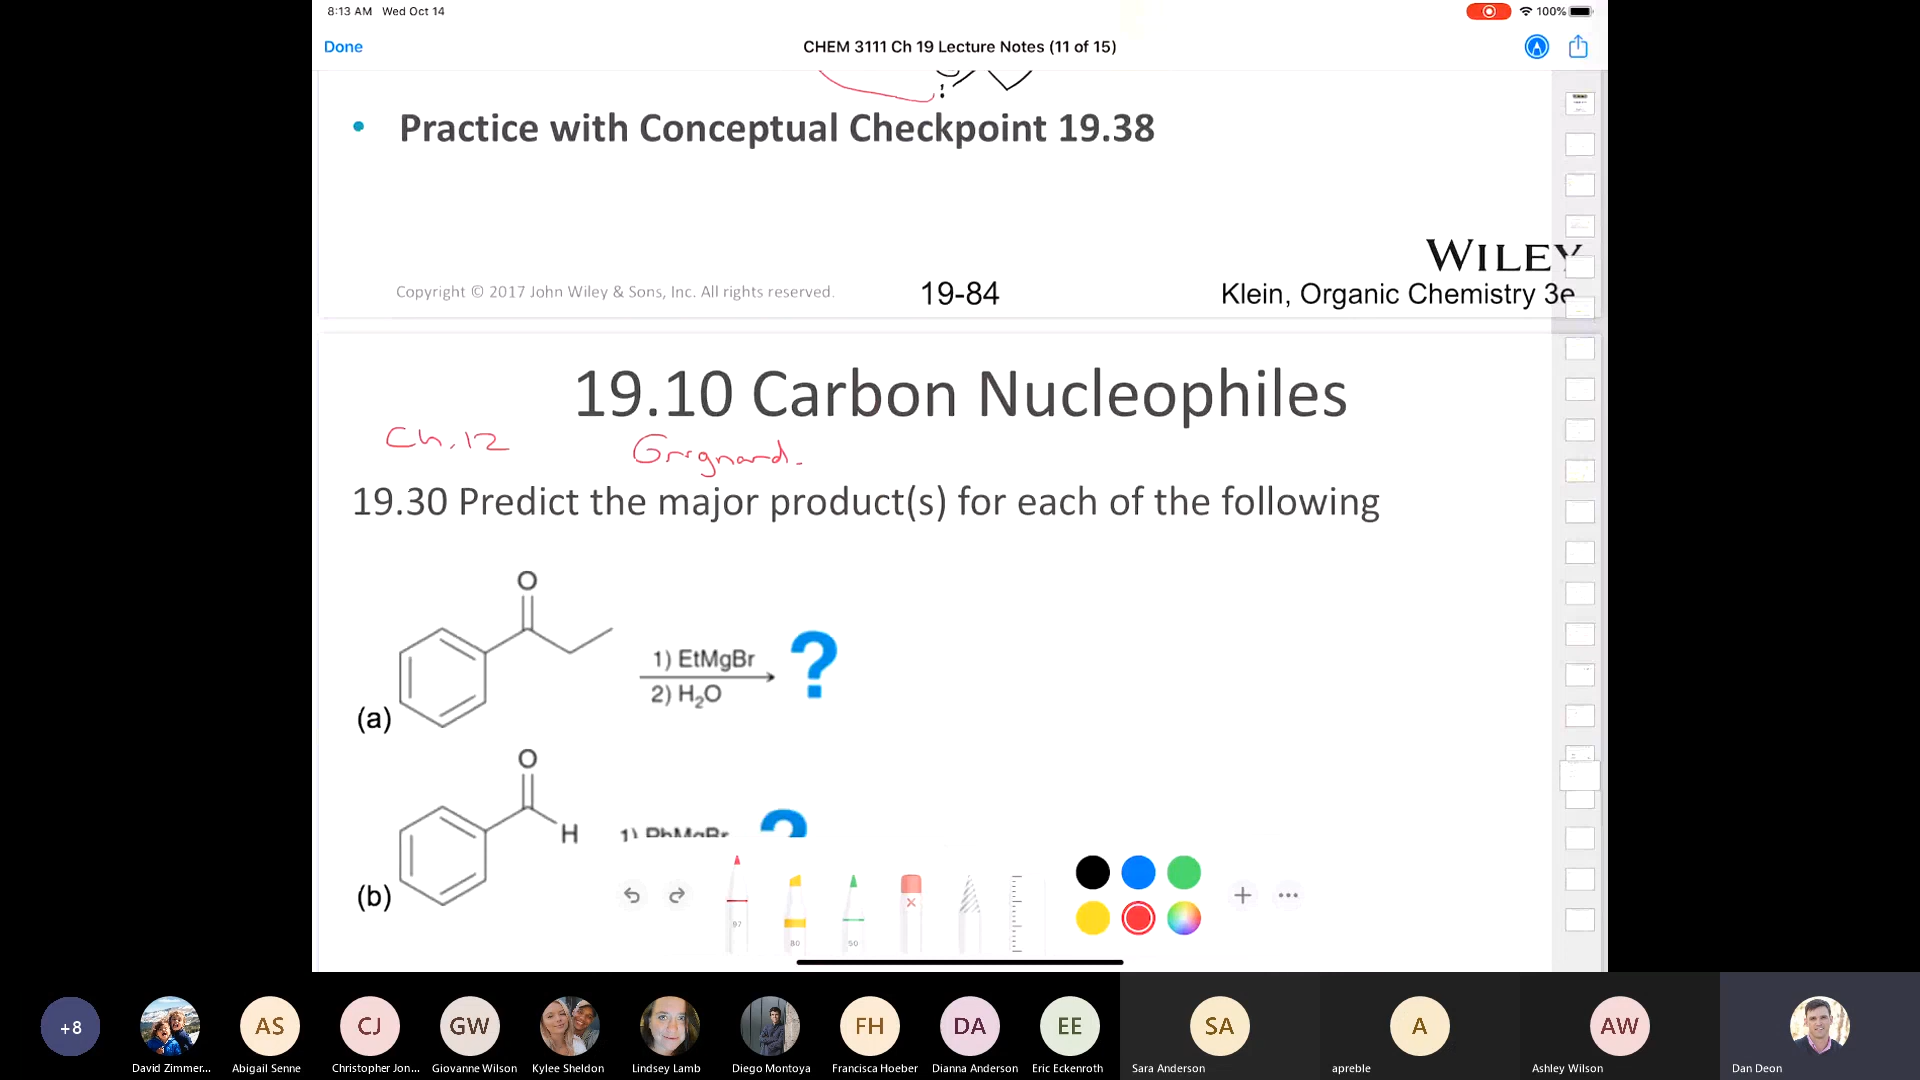 8:13 AM Wed Oct 14
100%
Done
CHEM 3111 Ch 19 Lecture Notes (11 of 15)
• Practice with Conceptual Checkpoint 19.38
WILEY
Copyright © 2017 John Wiley & Sons, Inc. All rights reserved.
19-84
Klein, Organic Chemistry 3e
19.10 Carbon Nucleophiles
Ch. 12
Grignard.
19.30 Predict the major product(s) for each of the following
O
1) EtMgBr
?
2) H₂O
(a)
O
H
1) PhMgBr
?
(b)
97
80
50
+8
AS
CJ
GW
FH
DA
EE
SA
A
AW
David Zimmer...
Abigail Senne
Christopher Jon...
Giovanne Wilson
Kylee Sheldon
Lindsey Lamb
Diego Montoya
Francisca Hoeber
Dianna Anderson
Eric Eckenroth
Sara Anderson
apreble
Ashley Wilson
Dan Deon